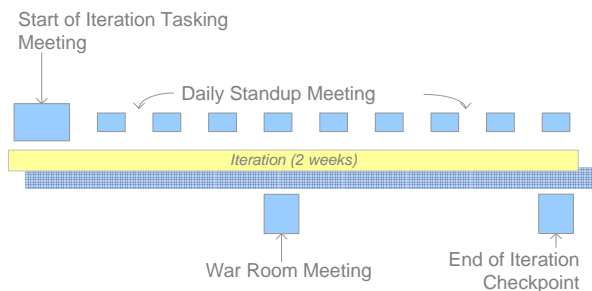 Start of Iteration Tasking
Meeting
Daily Standup Meeting
Iteration (2 weeks)
War Room Meeting
End of Iteration
Checkpoint